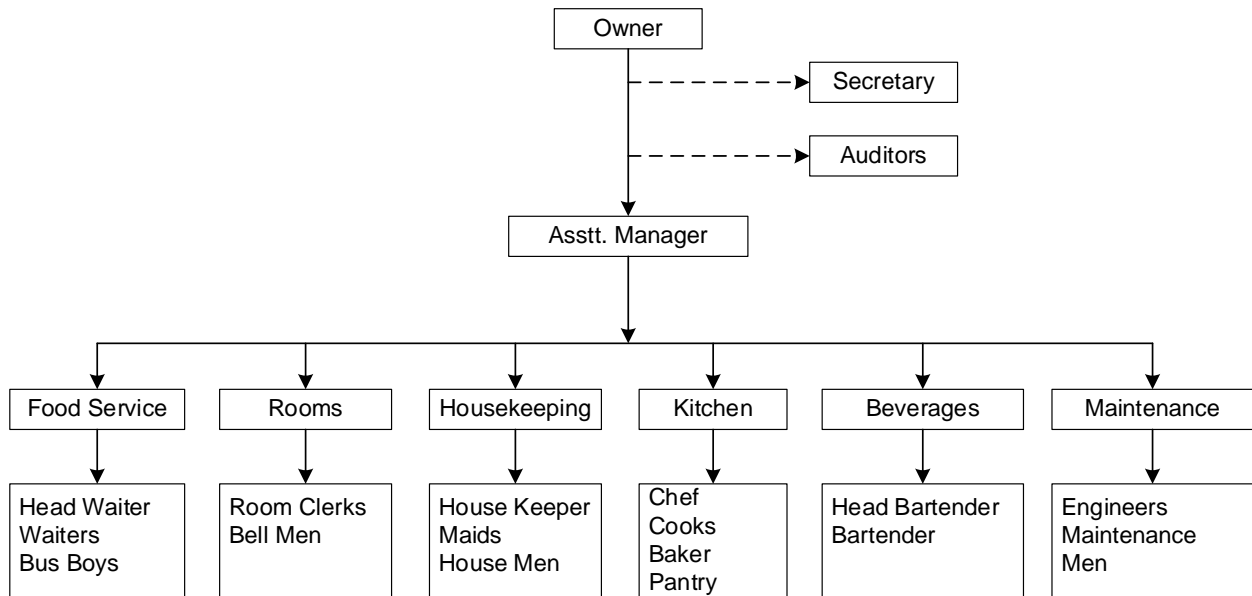 Owner
Secretary
Auditors
Asstt. Manager
Food Service
Rooms
Housekeeping
Kitchen
Beverages
Maintenance
Head Waiter
Waiters
Bus Boys
Room Clerks
Bell Men
House Keeper
Maids
House Men
Chef
Cooks
Baker
Pantry
Head Bartender
Bartender
Engineers
Maintenance
Men